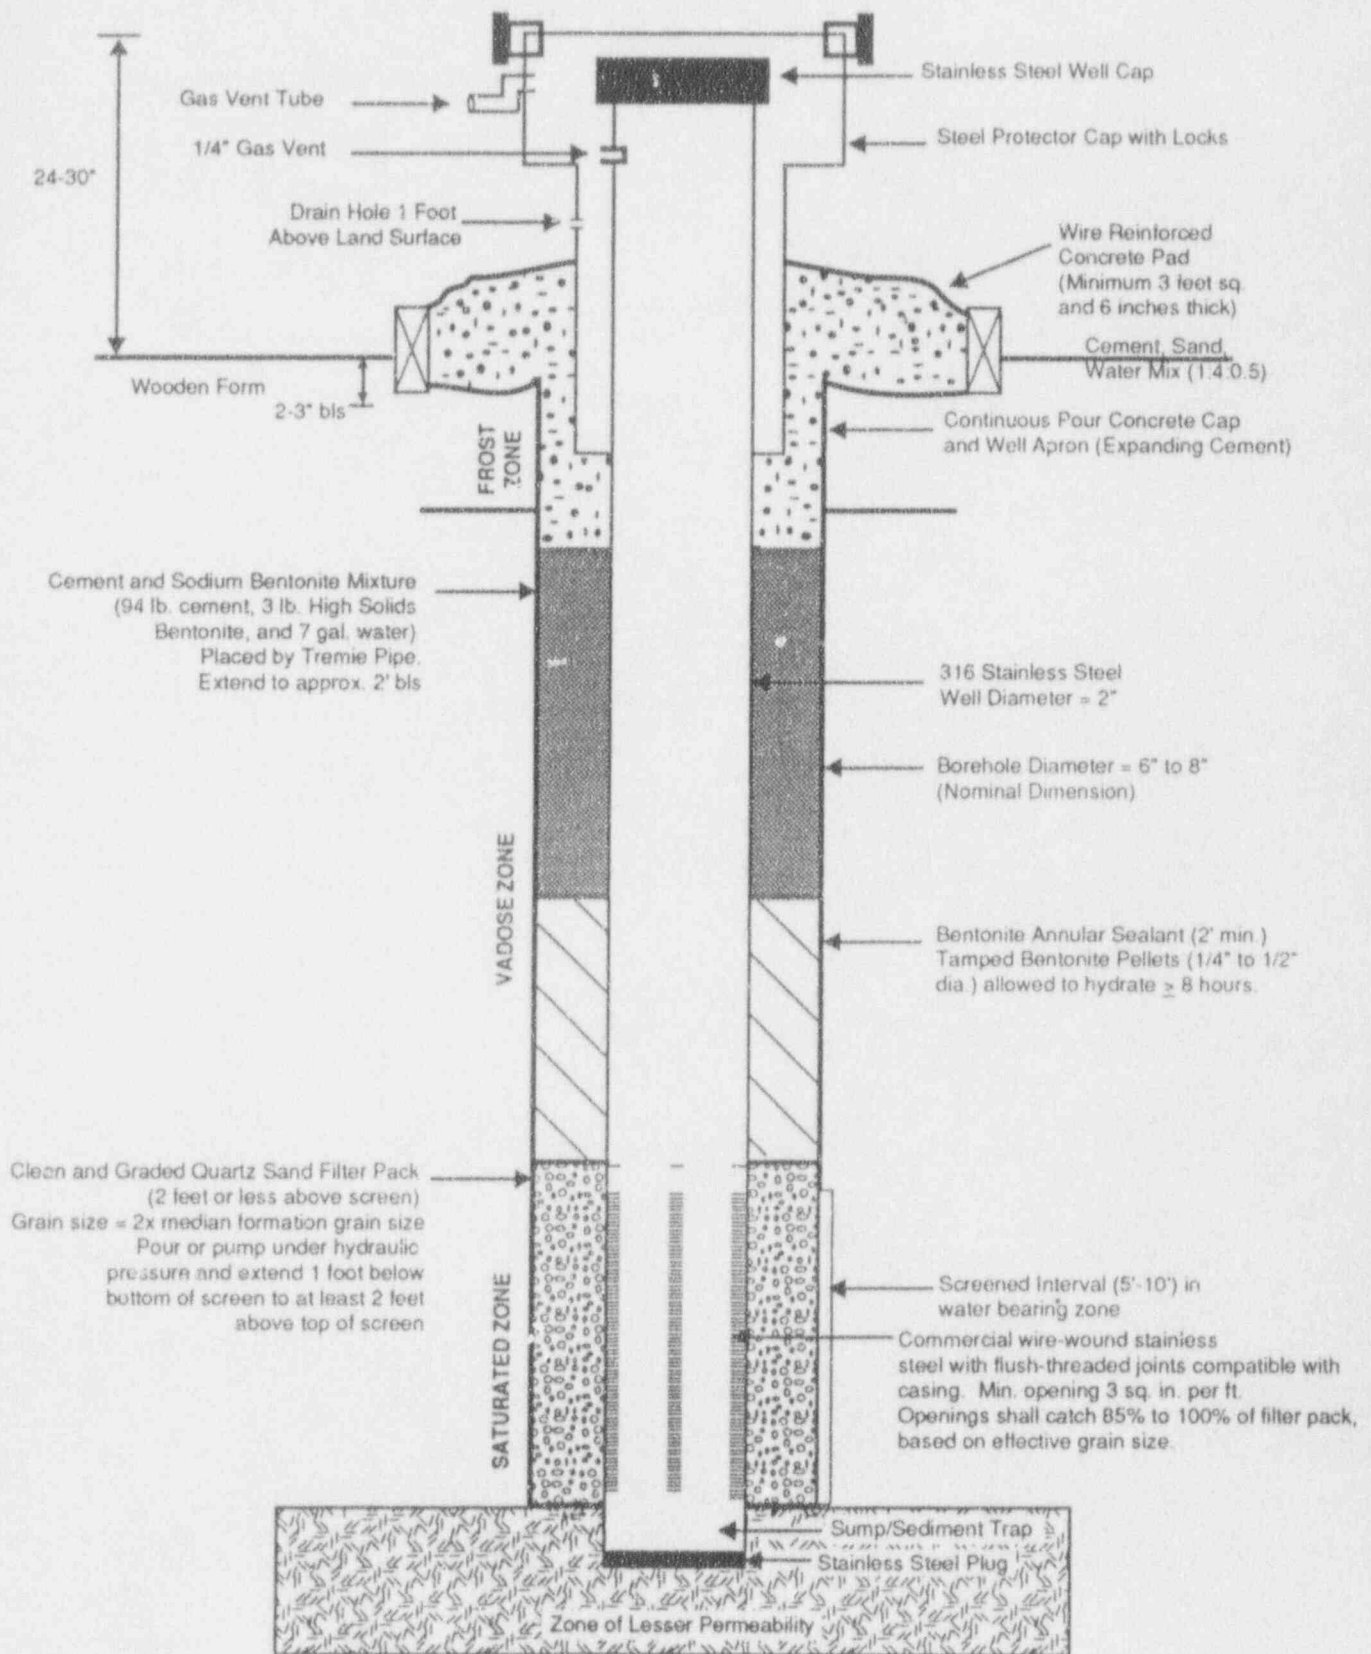 Stainless Steel Well Cap
Gas Vent Tube
Steel Protector Cap with Locks
1/4" Gas Vent
24-30"
Drain Hole 1 Foot
Above Land Surface
Wire Reinforced
Concrete Pad
(Minimum 3 feet sq.
and 6 inches thick)
Cement, Sand,
Water Mix (1:4:0.5)
Wooden Form
2-3" bls
Continuous Pour Concrete Cap
and Well Apron (Expanding Cement)
FROST
ZONE
Cement and Sodium Bentonite Mixture
(94 lb. cement, 3 lb. High Solids
Bentonite, and 7 gal. water)
Placed by Tremie Pipe.
Extend to approx. 2' bls
316 Stainless Steel
Well Diameter = 2"
Borehole Diameter = 6" to 8"
(Nominal Dimension)
VADOSE ZONE
Bentonite Annular Sealant (2' min.)
Tamped Bentonite Pellets (1/4" to 1/2"
dia.) allowed to hydrate ≥ 8 hours.
Clean and Graded Quartz Sand Filter Pack
(2 feet or less above screen)
Grain size = 2x median formation grain size
Pour or pump under hydraulic
pressure and extend 1 foot below
bottom of screen to at least 2 feet
above top of screen
SATURATED ZONE
Screened Interval (5'-10') in
water bearing zone
Commercial wire-wound stainless
steel with flush-threaded joints compatible with
casing. Min. opening 3 sq. in. per ft.
Openings shall catch 85% to 100% of filter pack,
based on effective grain size.
Sump/Sediment Trap
Stainless Steel Plug
Zone of Lesser Permeability